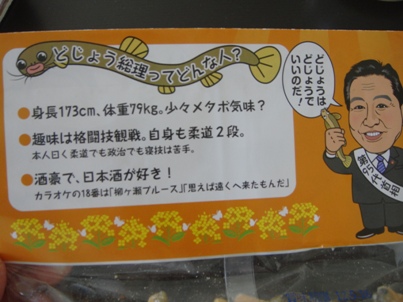 どじょう総理ってどんな人?
●身長173cm、体重79kg。少々メタボ気味?
●趣味は格闘技観戦。自身も柔道2段。
本人曰く柔道でも政治でも寝技は苦手。
●酒豪で、日本酒が好き!
カラオケの18番は「柳ヶ瀬ブルース」「思えば遠くへ来たもんだ」
どじょうは
どじょうで
いいのだ!
第95代首相